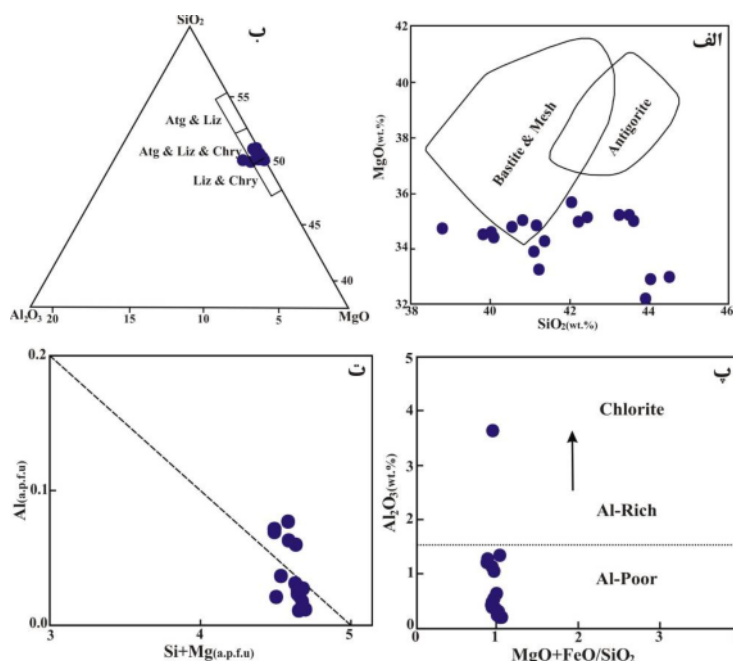 ب
SiO₂
55
Atg & Liz
Atg & Liz & Chry
50
Liz & Chry
45
40
Al₂O₃ 20 15 10 5 MgO
الف
MgO(wt.%)
42
40
38
36
34
32
Bastite & Mesh
Antigorite
40 42 44 46
SiO₂(wt.%)
ت
Al(a.p.f.u)
0.2
0.1
0.0
3 4 5
Si+Mg(a.p.f.u)
پ
Al₂O₃(wt.%)
5
4
3
2
1
0
Chlorite
Al-Rich
Al-Poor
0 1 2 3
MgO+FeO/SiO₂